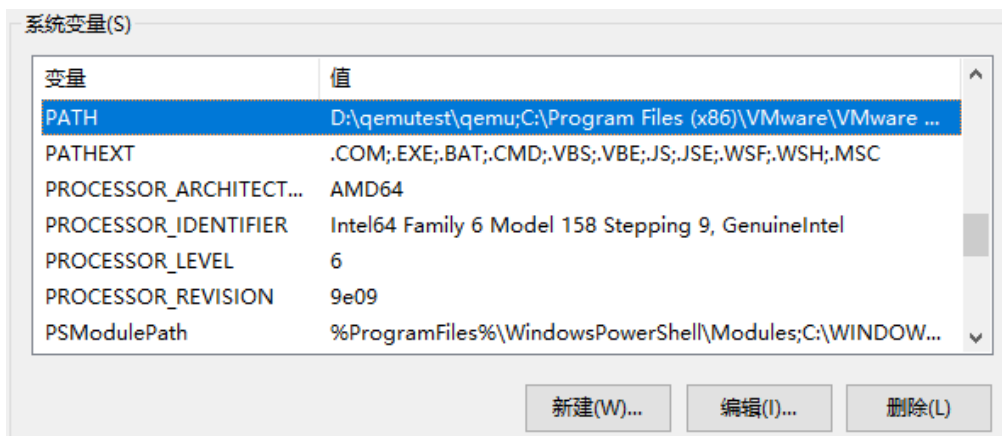 系统变量(S)
变量 值
PATH D:\qemutest\qemu;C:\Program Files (x86)\VMware\VMware ...
PATHEXT .COM;.EXE;.BAT;.CMD;.VBS;.VBE;.JS;.JSE;.WSF;.WSH;.MSC
PROCESSOR_ARCHITECT... AMD64
PROCESSOR_IDENTIFIER Intel64 Family 6 Model 158 Stepping 9, GenuineIntel
PROCESSOR_LEVEL 6
PROCESSOR_REVISION 9e09
PSModulePath %ProgramFiles%\WindowsPowerShell\Modules;C:\WINDOW...
新建(W)... 编辑(I)... 删除(L)